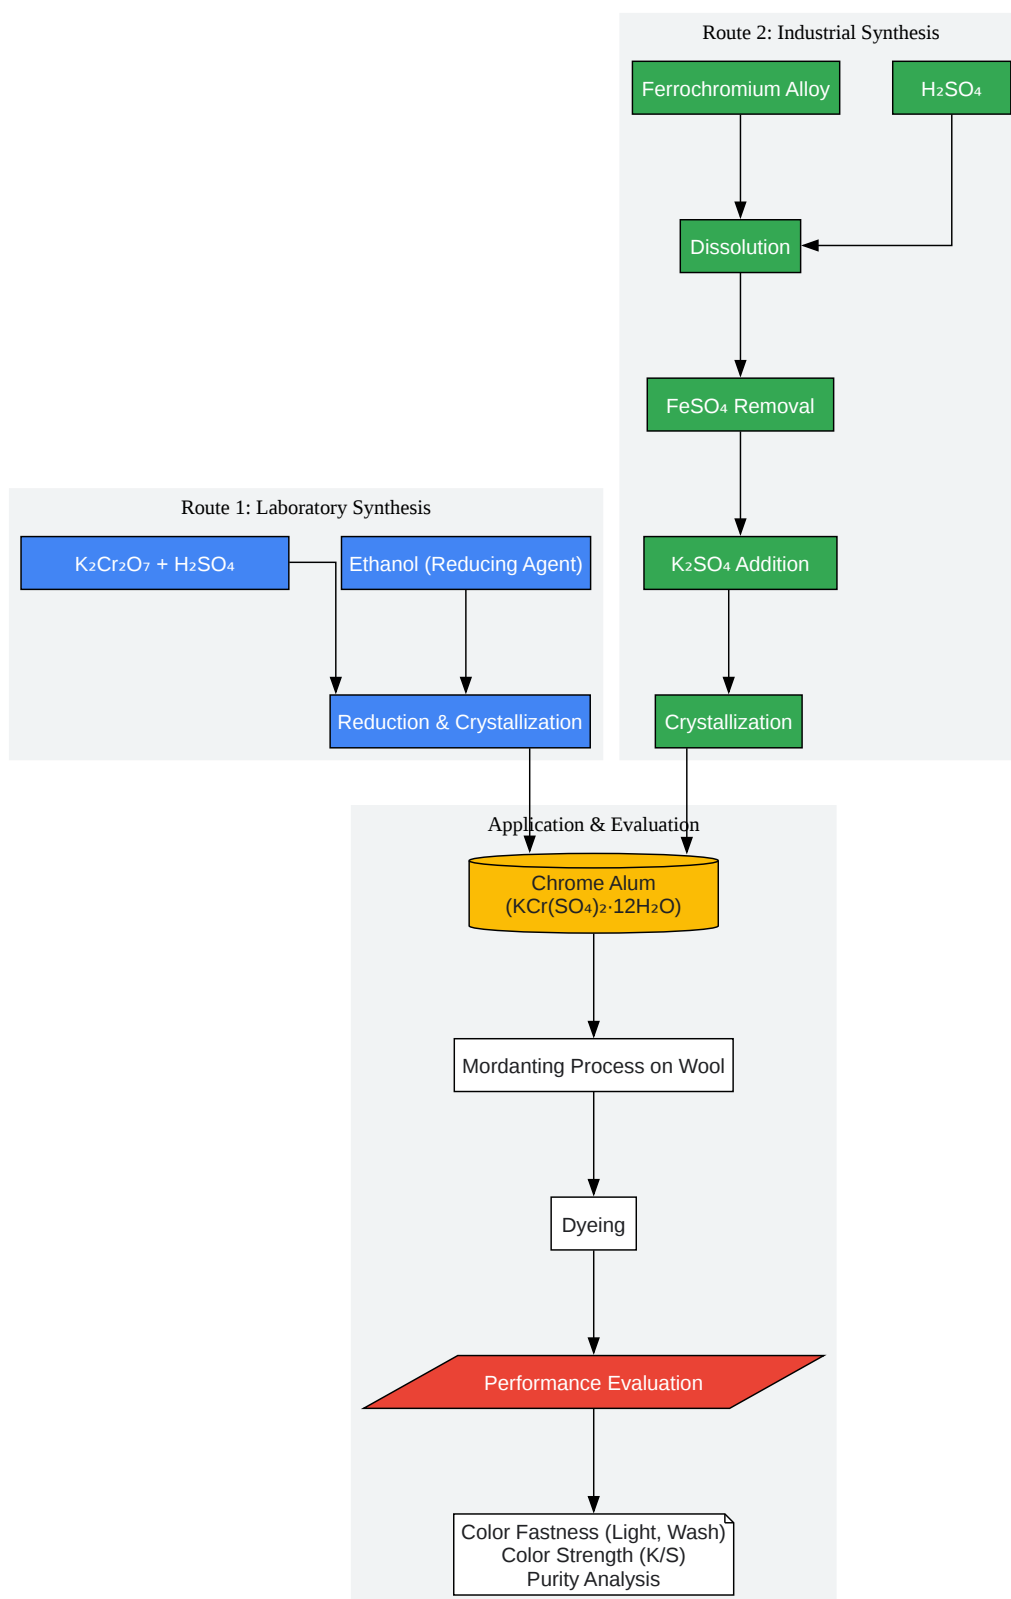 Route 2: Industrial Synthesis
Ferrochromium Alloy
H₂SO₄
Dissolution
FeSO₄ Removal
K₂SO₄ Addition
Crystallization
Route 1: Laboratory Synthesis
K₂Cr₂O₇ + H₂SO₄
Ethanol (Reducing Agent)
Reduction & Crystallization
Application & Evaluation
Chrome Alum
(KCr(SO₄)₂·12H₂O)
Mordanting Process on Wool
Dyeing
Performance Evaluation
Color Fastness (Light, Wash)
Color Strength (K/S)
Purity Analysis